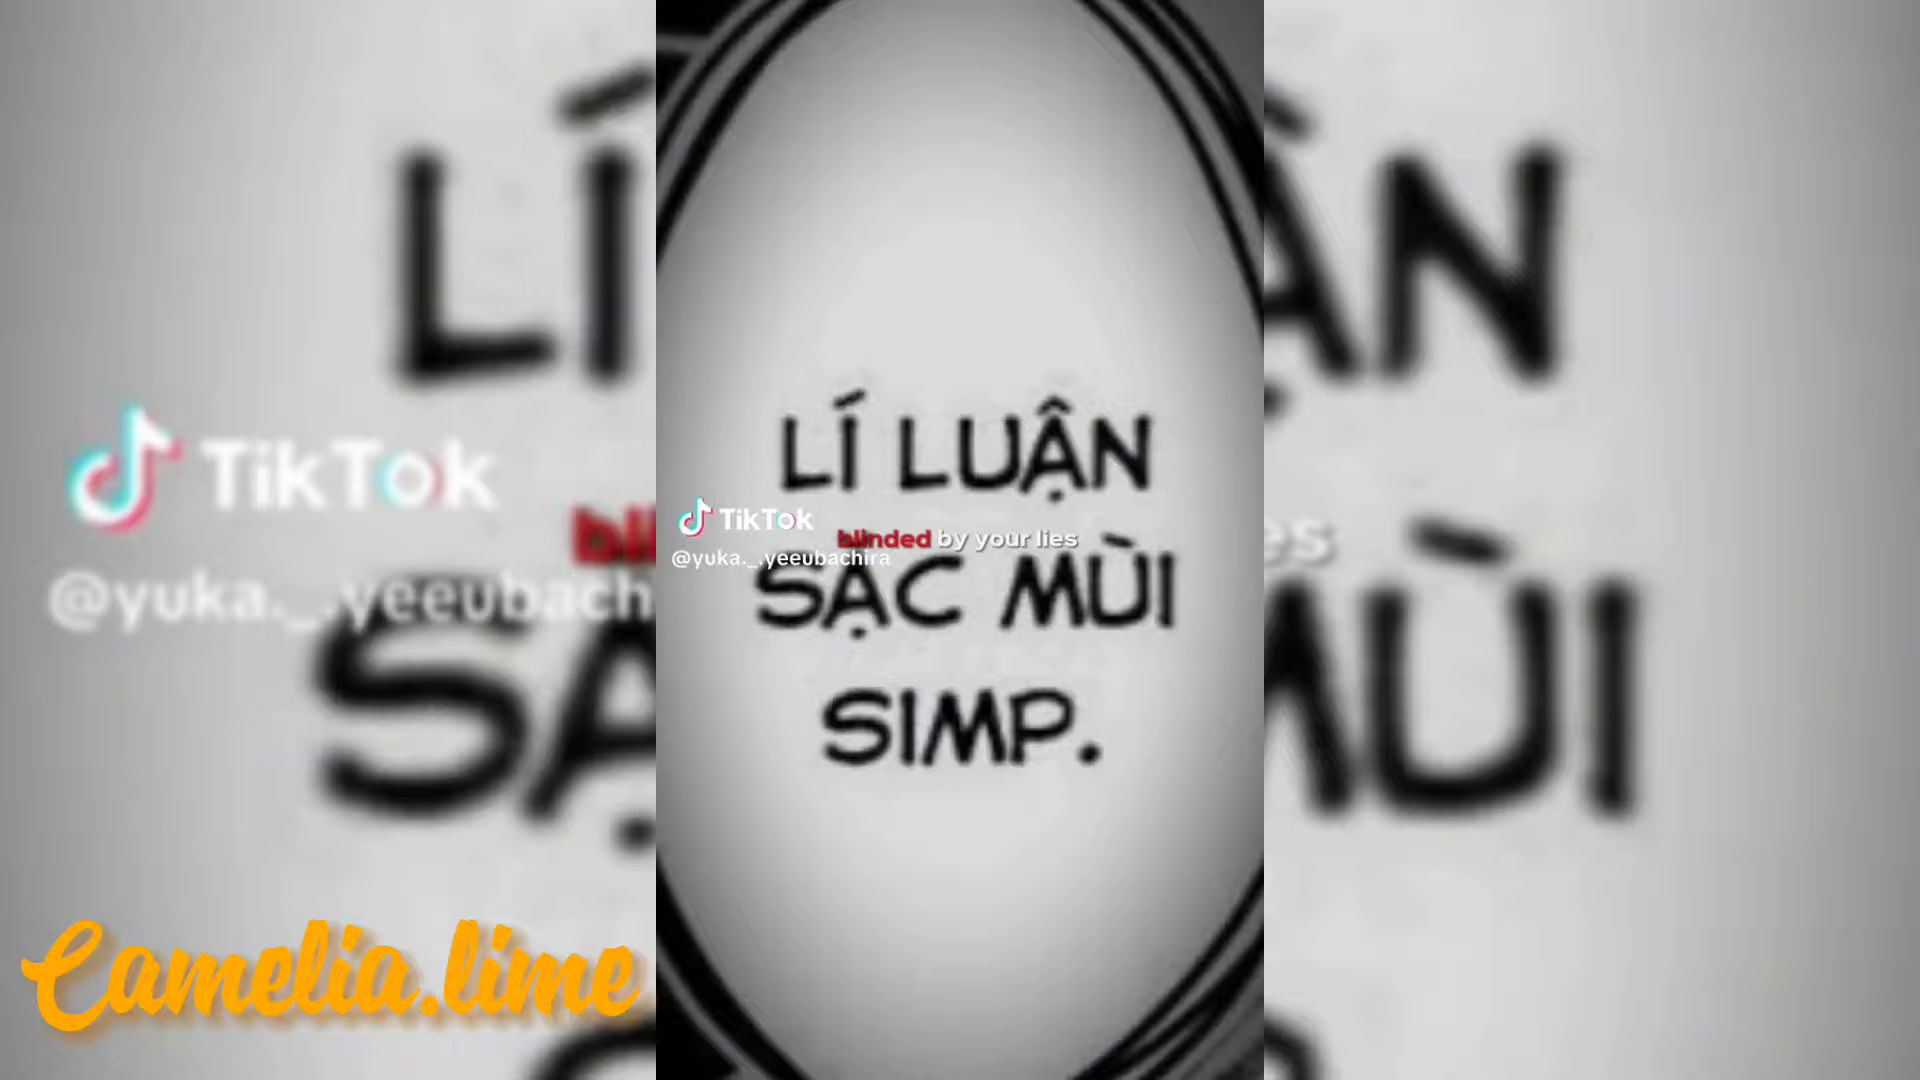 LÍ LUẬN
TikTok
blinded by your lies
@yuka._.yeeubachira
SẠC MÙI
SIMP.
Camelia.lime